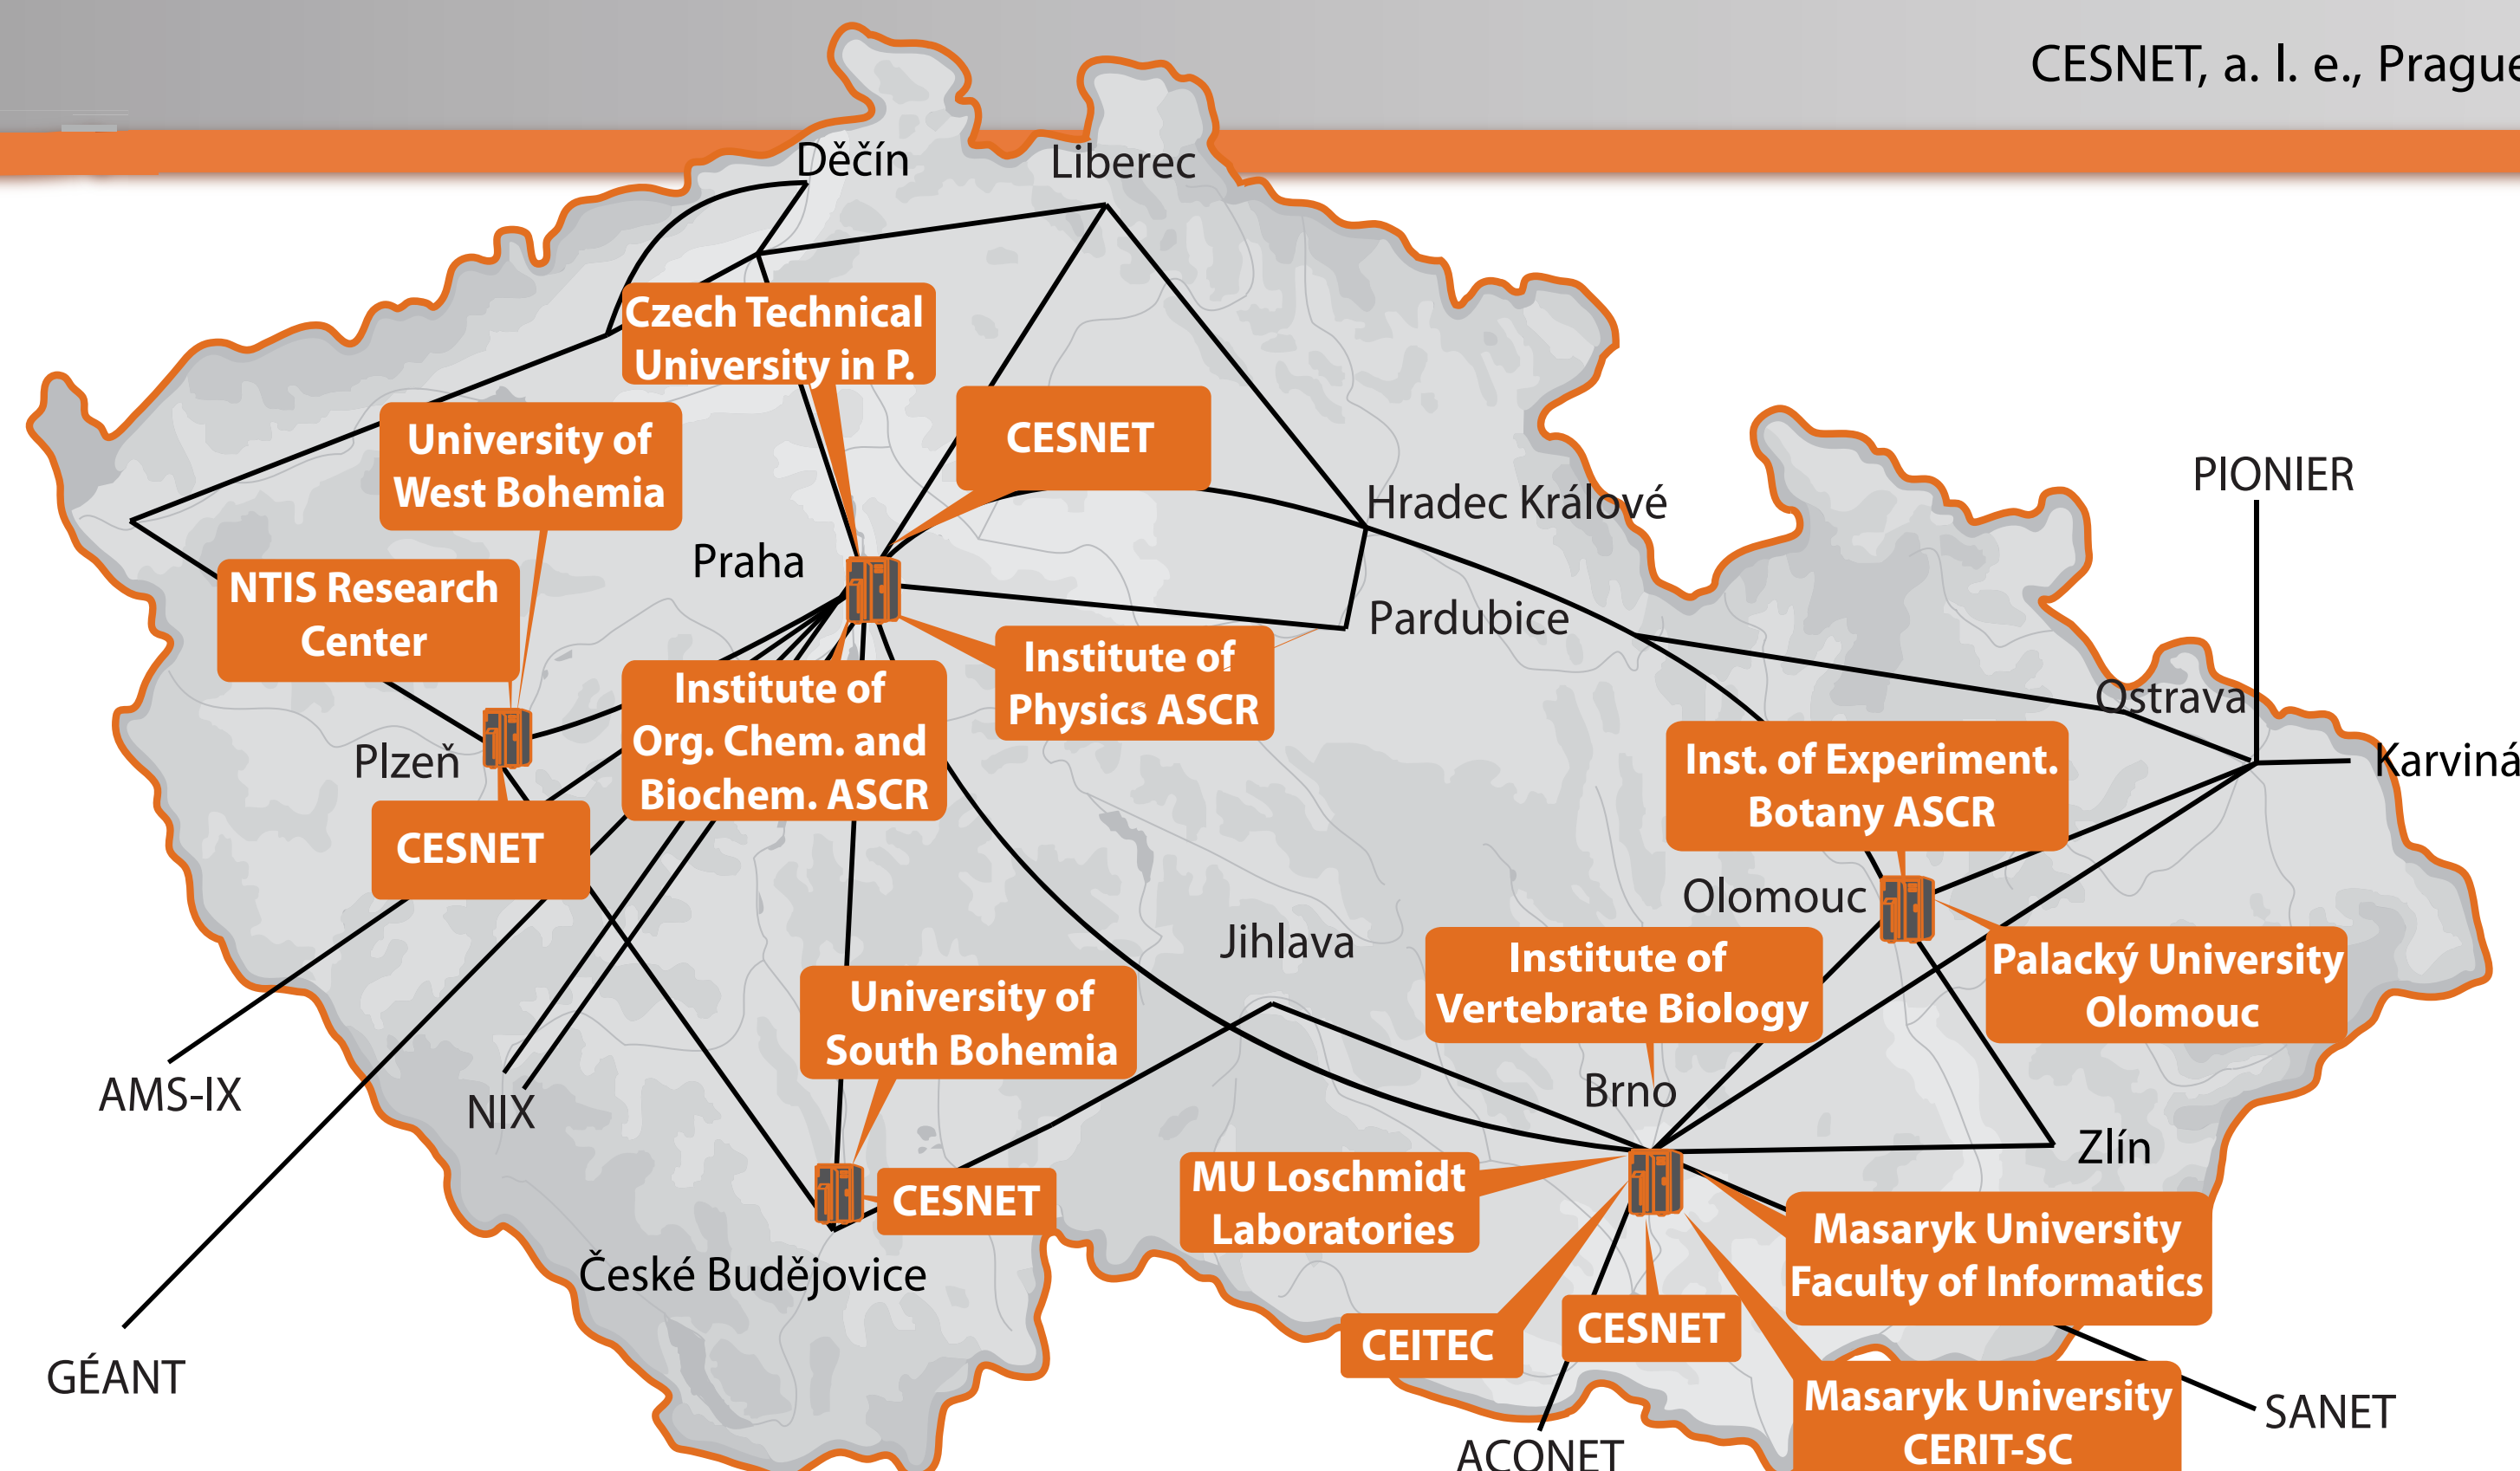 CESNET, a. l. e., Prague
Děčín
Liberec
Czech Technical
University in P.
University of
West Bohemia
CESNET
PIONIER
Hradec Králové
Praha
NTIS Research
Center
Pardubice
Institute of
Physics ASCR
Institute of
Org. Chem. and
Biochem. ASCR
Ostrava
Karviná
Plzeň
Inst. of Experiment.
Botany ASCR
CESNET
Olomouc
Jihlava
Institute of
Vertebrate Biology
Palacký University
Olomouc
University of
South Bohemia
AMS-IX
NIX
Brno
Zlín
MU Loschmidt
Laboratories
CESNET
Masaryk University
Faculty of Informatics
České Budějovice
CEITEC
CESNET
GÉANT
Masaryk University
CERIT-SC
SANET
ACONET